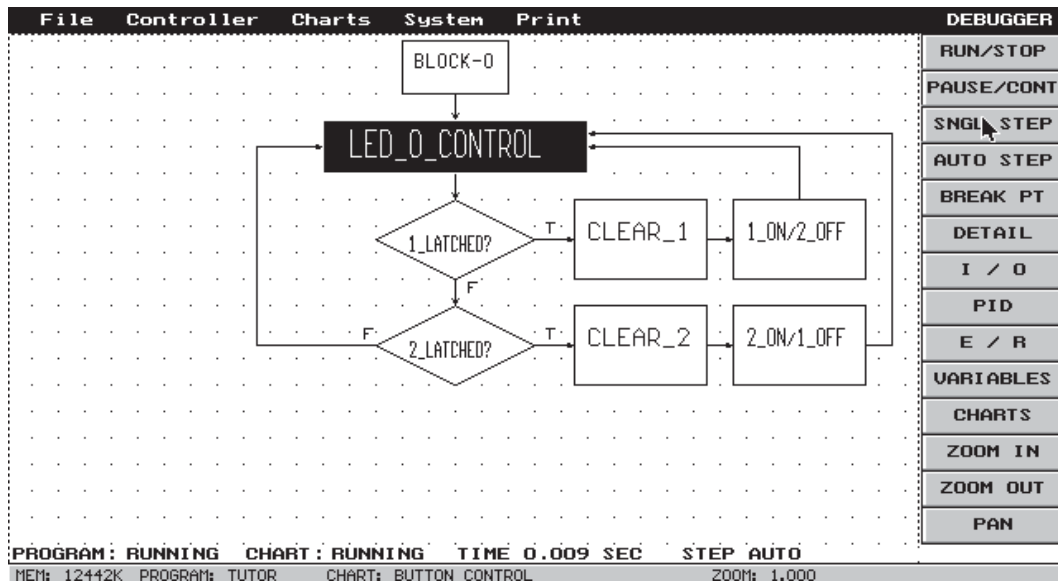 File Controller Charts System Print DEBUGGER
BLOCK-0
LED_0_CONTROL
1_LATCHED?
T
CLEAR_1
1_ON/2_OFF
F
2_LATCHED?
F
T
CLEAR_2
2_ON/1_OFF
RUN/STOP
PAUSE/CONT
SNGL STEP
AUTO STEP
BREAK PT
DETAIL
I / O
PID
E / R
VARIABLES
CHARTS
ZOOM IN
ZOOM OUT
PAN
PROGRAM: RUNNING CHART: RUNNING TIME 0.009 SEC STEP AUTO
MEM: 12442K PROGRAM: TUTOR CHART: BUTTON CONTROL ZOOM: 1.000